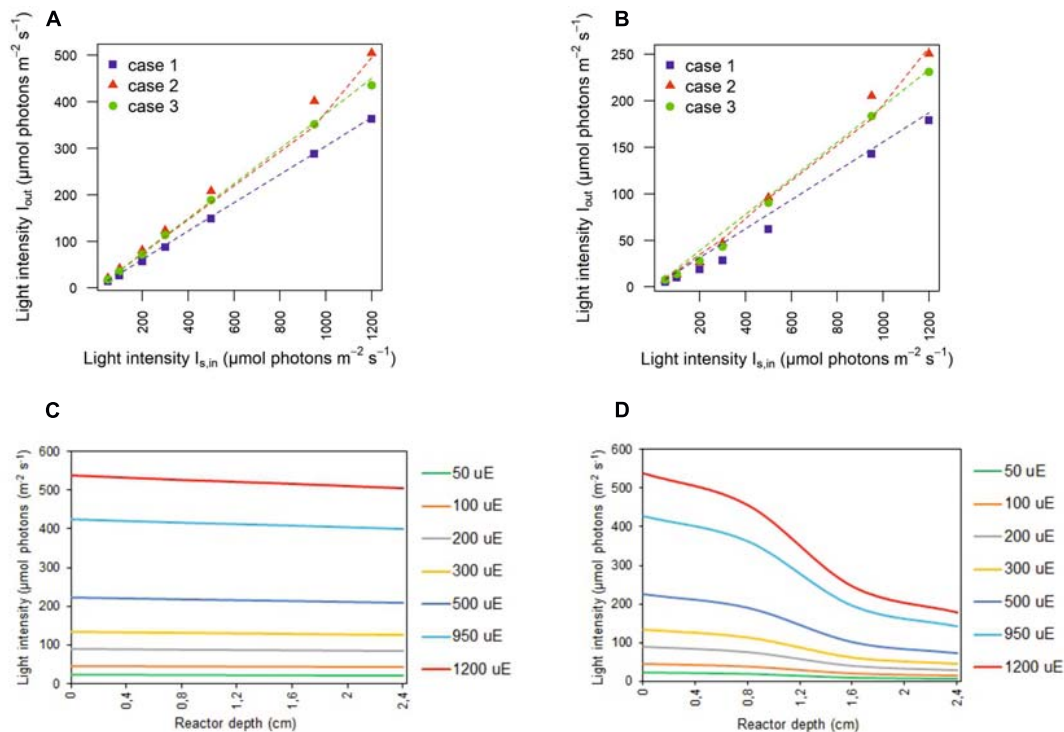 A
Light intensity Iout (µmol photons m−2 s−1)
500
400
300
200
100
0
case 1
case 2
case 3
200
400
600
800
1000
1200
Light intensity Is,in (µmol photons m−2 s−1)
B
Light intensity Iout (µmol photons m−2 s−1)
250
200
150
100
50
0
case 1
case 2
case 3
200
400
600
800
1000
1200
Light intensity Is,in (µmol photons m−2 s−1)
C
Light intensity (µmol photons (m-2 s-1)
600
500
400
300
200
100
0
0
0,4
0,8
1,2
1,6
2
2,4
Reactor depth (cm)
50 uE
100 uE
200 uE
300 uE
500 uE
950 uE
1200 uE
D
Light intensity (µmol photons (m-2 s-1)
600
500
400
300
200
100
0
0
0,4
0,8
1,2
1,6
2
2,4
Reactor depth (cm)
50 uE
100 uE
200 uE
300 uE
500 uE
950 uE
1200 uE